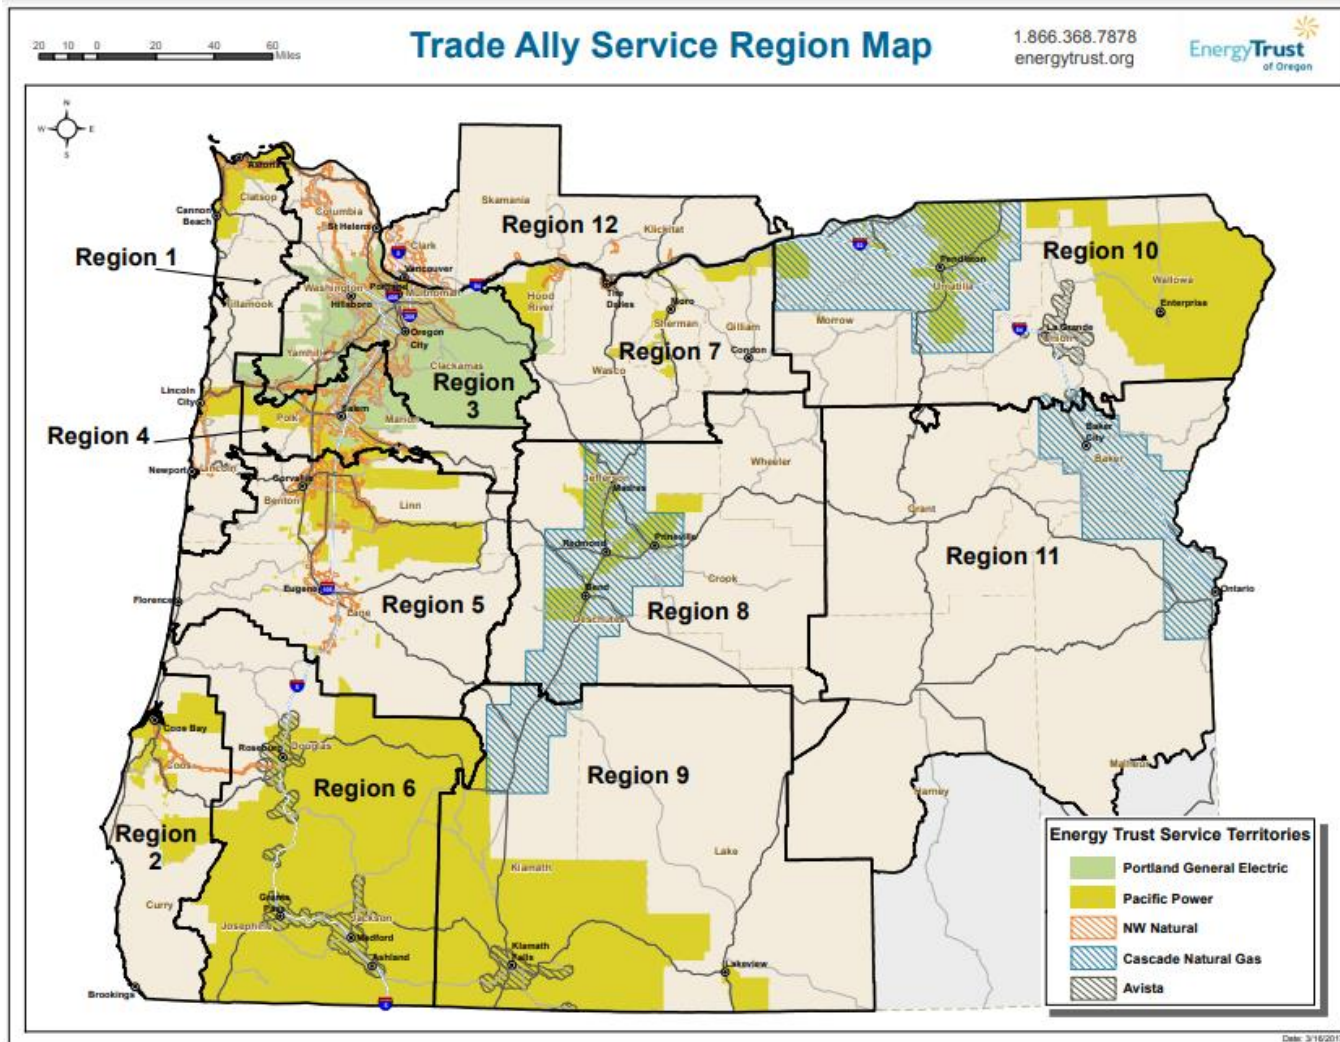 20 10 0 20 40 60
Miles
Trade Ally Service Region Map
1.866.368.7878
energytrust.org
EnergyTrust
of Oregon
N
W E
S
Astoria
Clatsop
Cannon
Beach
Columbia
St Helens
Skamania
Region 12
Klickitat
Clark
Vancouver
Region 1
Tillamook
Washington
Hillsboro
Portland
Multnomah
Oregon
City
Yamhill
Clackamas
Region
3
Hood
River
The
Dalles
Moro
Sherman
Gilliam
Condon
Region 7
Wasco
Morrow
Pendleton
Umatilla
Region 10
Wallowa
Enterprise
La Grande
Union
84
Lincoln
City
Region 4
Polk
Salem
Marion
Newport
Lincoln
Corvallis
Benton
Linn
Jefferson
Madras
Wheeler
Grant
Baker
City
Baker
Redmond
Prineville
Crook
Bend
Deschutes
Region 8
Region 11
Ontario
Florence
Eugene
Lane
Region 5
5
Coos Bay
Coos
Roseburg
Douglas
Region 6
Region 9
Region
2
Curry
Josephine
Grants
Pass
Jackson
Medford
Ashland
Klamath
Klamath
Falls
Lake
Lakeview
Harney
Malheur
Brookings
5
Energy Trust Service Territories
Portland General Electric
Pacific Power
NW Natural
Cascade Natural Gas
Avista